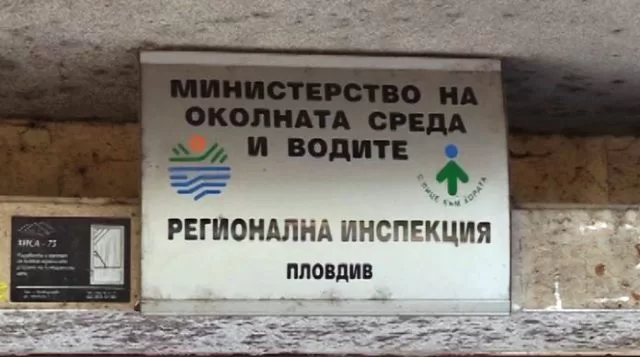 МИНИСТЕРСТВО НА
ОКОЛНАТА СРЕДА
И ВОДИТЕ
С ЛИЦЕ КЪМ ХОРАТА
РЕГИОНАЛНА ИНСПЕКЦИЯ
ПЛОВДИВ